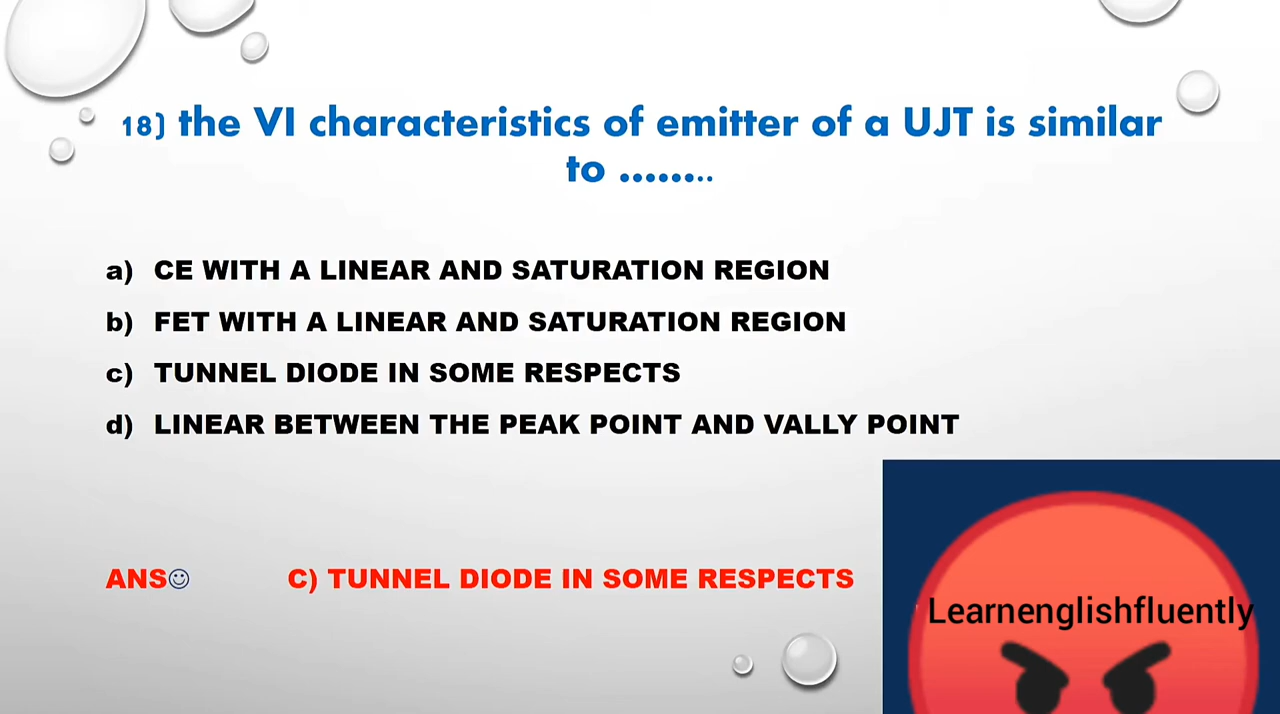 18) the VI characteristics of emitter of a UJT is similar
to ........
a) CE WITH A LINEAR AND SATURATION REGION
b) FET WITH A LINEAR AND SATURATION REGION
c) TUNNEL DIODE IN SOME RESPECTS
d) LINEAR BETWEEN THE PEAK POINT AND VALLY POINT
ANS☺ C) TUNNEL DIODE IN SOME RESPECTS
Learnenglishfluently